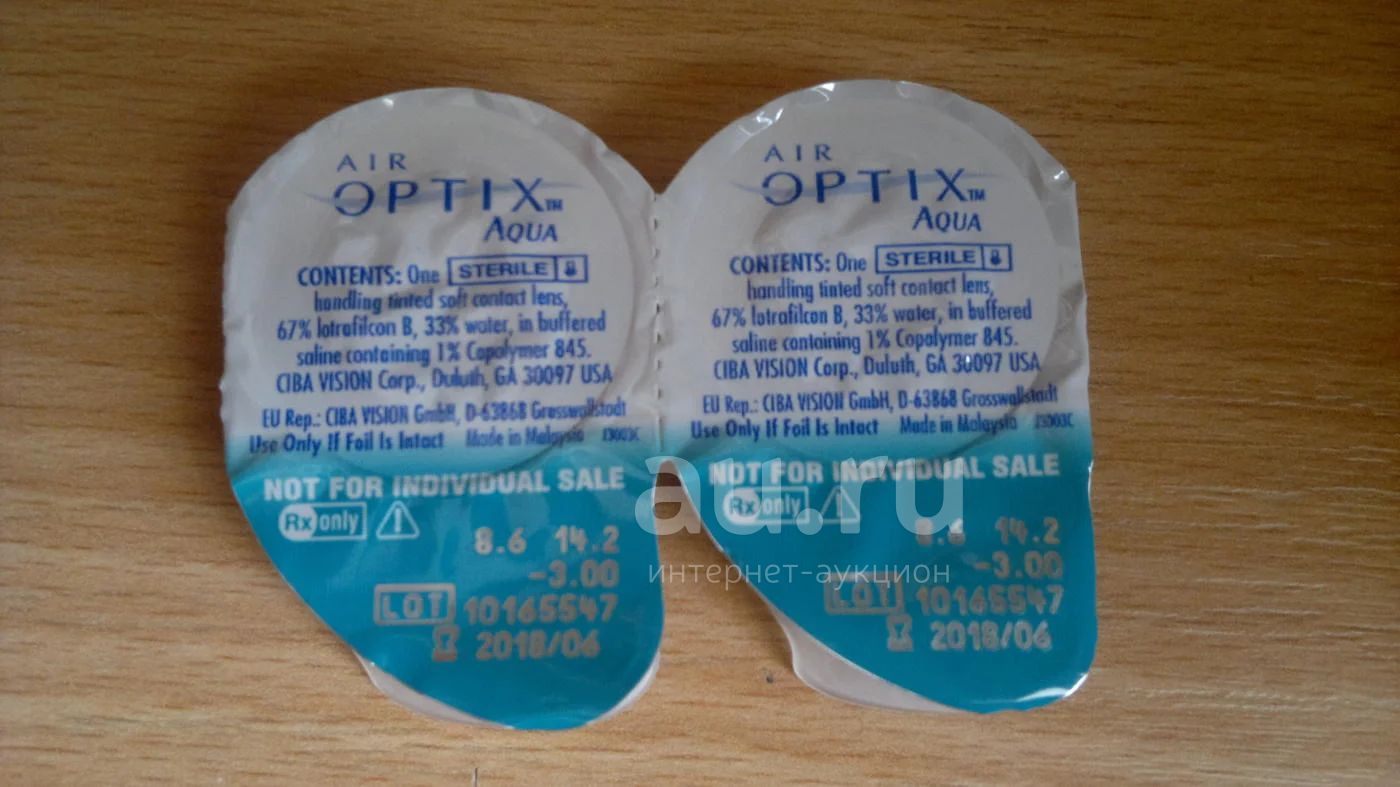 AIR
OPTIX™
AQUA
CONTENTS: One STERILE
handling tinted soft contact lens,
67% lotrafilcon B, 33% water, in buffered
saline containing 1% Copolymer 845.
CIBA VISION Corp., Duluth, GA 30097 USA
EU Rep.: CIBA VISION GmbH, D-63868 Grosswallstadt
Use Only If Foil Is Intact Made in Malaysia
NOT FOR INDIVIDUAL SALE
Rx only
8.6 14.2
-3.00
LOT 10165547
2018/06
AIR
OPTIX™
AQUA
CONTENTS: One STERILE
handling tinted soft contact lens,
67% lotrafilcon B, 33% water, in buffered
saline containing 1% Copolymer 845.
CIBA VISION Corp., Duluth, GA 30097 USA
EU Rep.: CIBA VISION GmbH, D-63868 Grosswallstadt
Use Only If Foil Is Intact Made in Malaysia
NOT FOR INDIVIDUAL SALE
Rx only
8.6 14.2
-3.00
LOT 10165547
2018/06
au.ru
интернет-аукцион